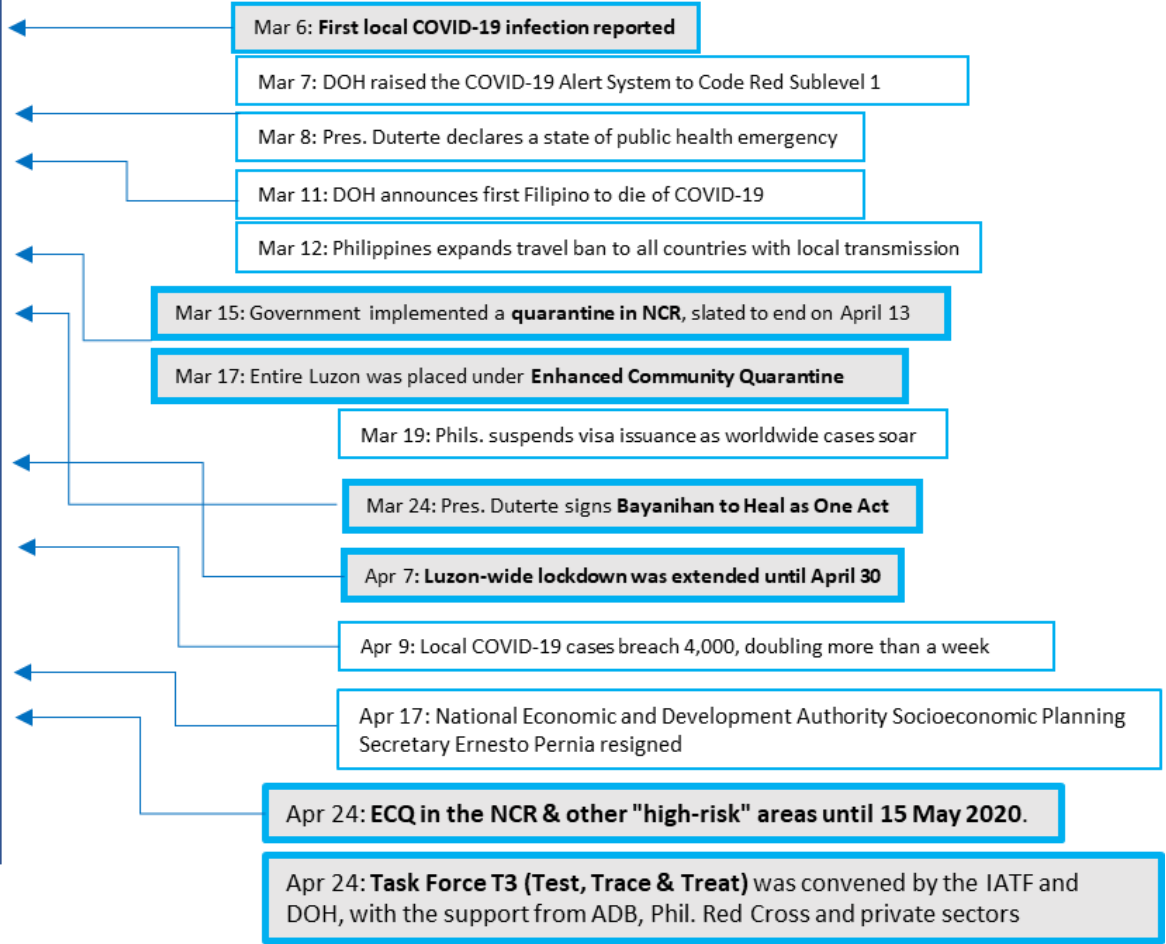 Mar 6: First local COVID-19 infection reported
Mar 7: DOH raised the COVID-19 Alert System to Code Red Sublevel 1
Mar 8: Pres. Duterte declares a state of public health emergency
Mar 11: DOH announces first Filipino to die of COVID-19
Mar 12: Philippines expands travel ban to all countries with local transmission
Mar 15: Government implemented a quarantine in NCR, slated to end on April 13
Mar 17: Entire Luzon was placed under Enhanced Community Quarantine
Mar 19: Phils. suspends visa issuance as worldwide cases soar
Mar 24: Pres. Duterte signs Bayanihan to Heal as One Act
Apr 7: Luzon-wide lockdown was extended until April 30
Apr 9: Local COVID-19 cases breach 4,000, doubling more than a week
Apr 17: National Economic and Development Authority Socioeconomic Planning
Secretary Ernesto Pernia resigned
Apr 24: ECQ in the NCR & other "high-risk" areas until 15 May 2020.
Apr 24: Task Force T3 (Test, Trace & Treat) was convened by the IATF and
DOH, with the support from ADB, Phil. Red Cross and private sectors